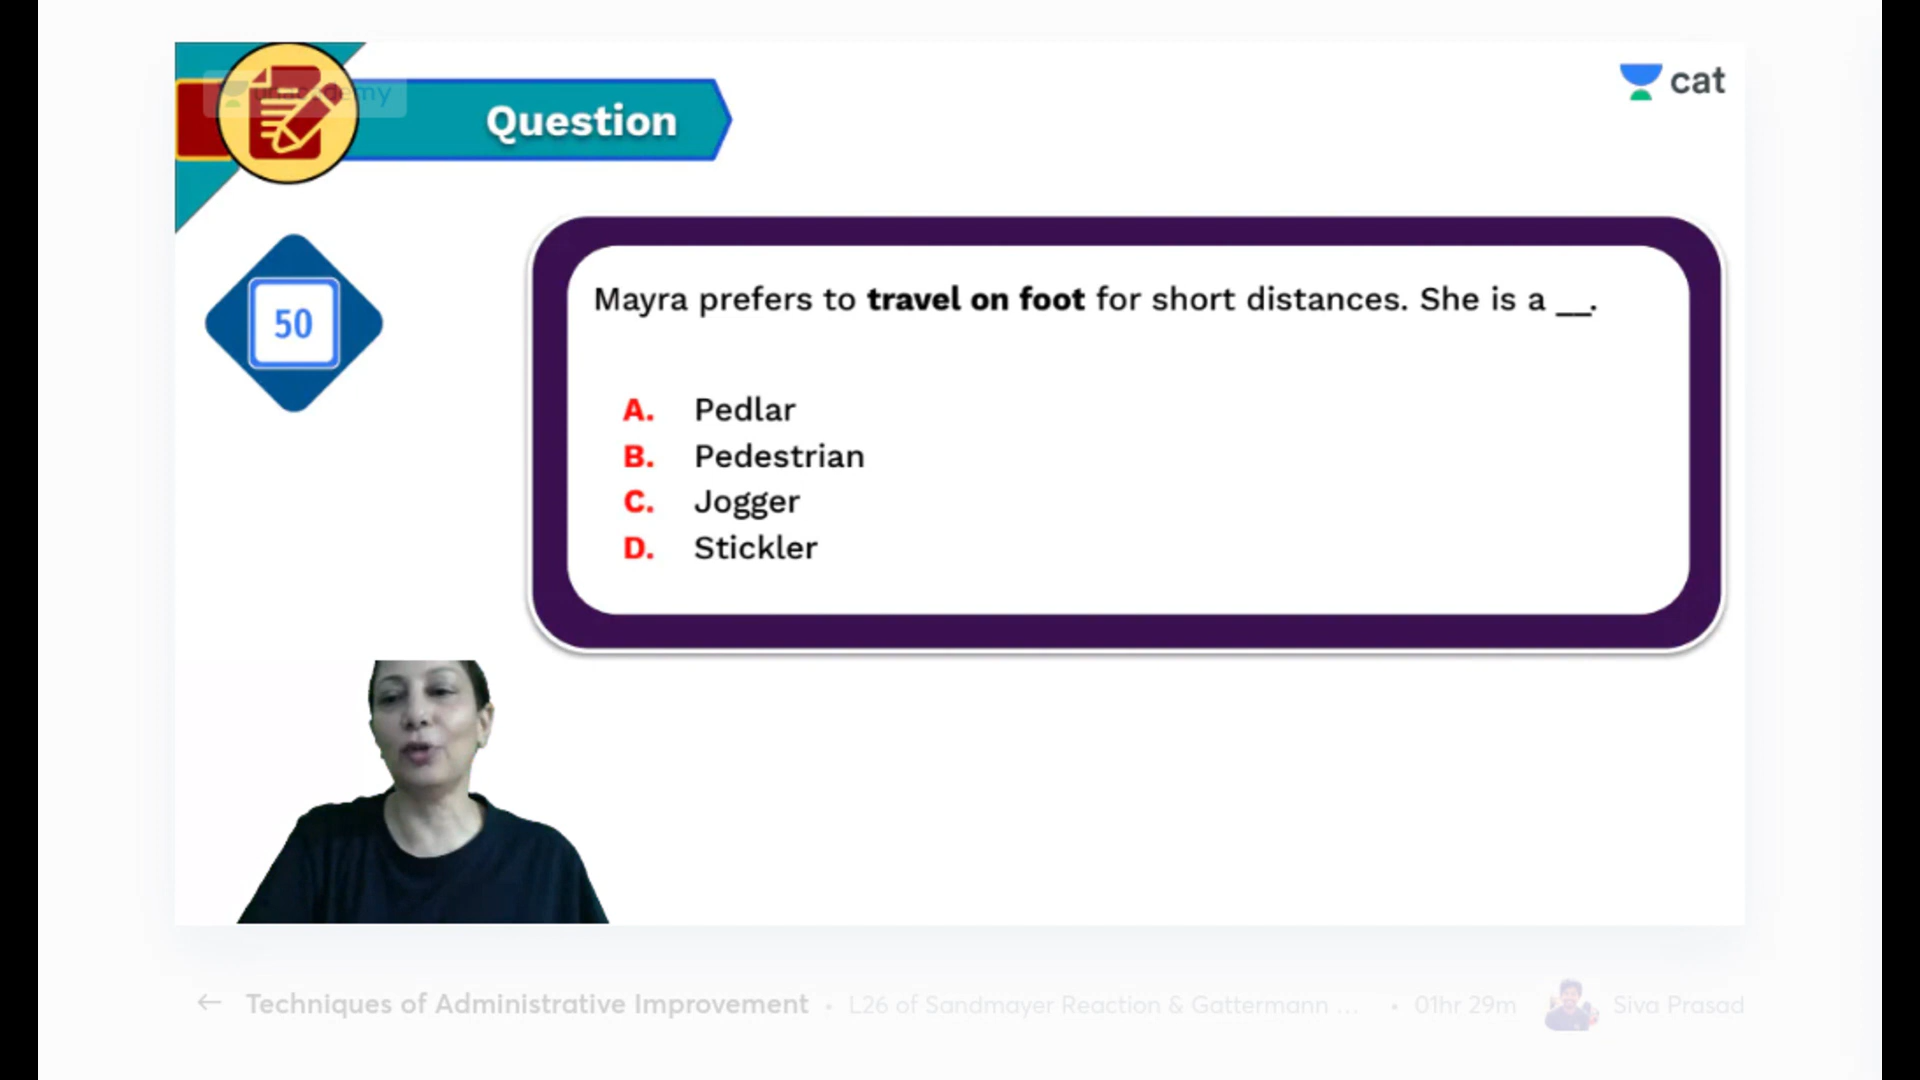 unacademy
Question
cat
50
Mayra prefers to travel on foot for short distances. She is a __.
A. Pedlar
B. Pedestrian
C. Jogger
D. Stickler
← Techniques of Administrative Improvement • L26 of Sandmayer Reaction & Gattermann ... • 01hr 29m Siva Prasad